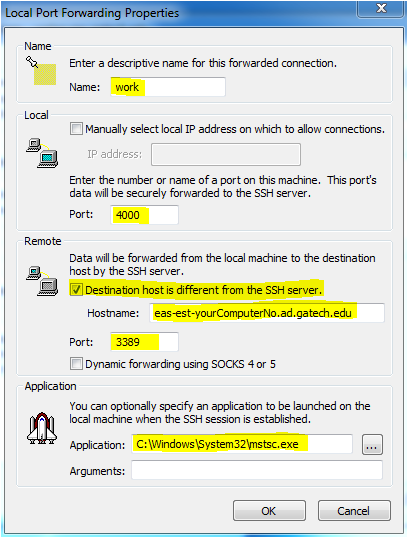 Local Port Forwarding Properties
Name
Enter a descriptive name for this forwarded connection.
Name: work
Local
Manually select local IP address on which to allow connections.
IP address:
Enter the number or name of a port on this machine. This port's
data will be securely forwarded to the SSH server.
Port: 4000
Remote
Data will be forwarded from the local machine to the destination
host by the SSH server.
Destination host is different from the SSH server.
Hostname: eas-est-yourComputerNo.ad.gatech.edu
Port: 3389
Dynamic forwarding using SOCKS 4 or 5
Application
You can optionally specify an application to be launched on the
local machine when the SSH session is established.
Application: C:\Windows\System32\mstsc.exe ...
Arguments:
OK Cancel